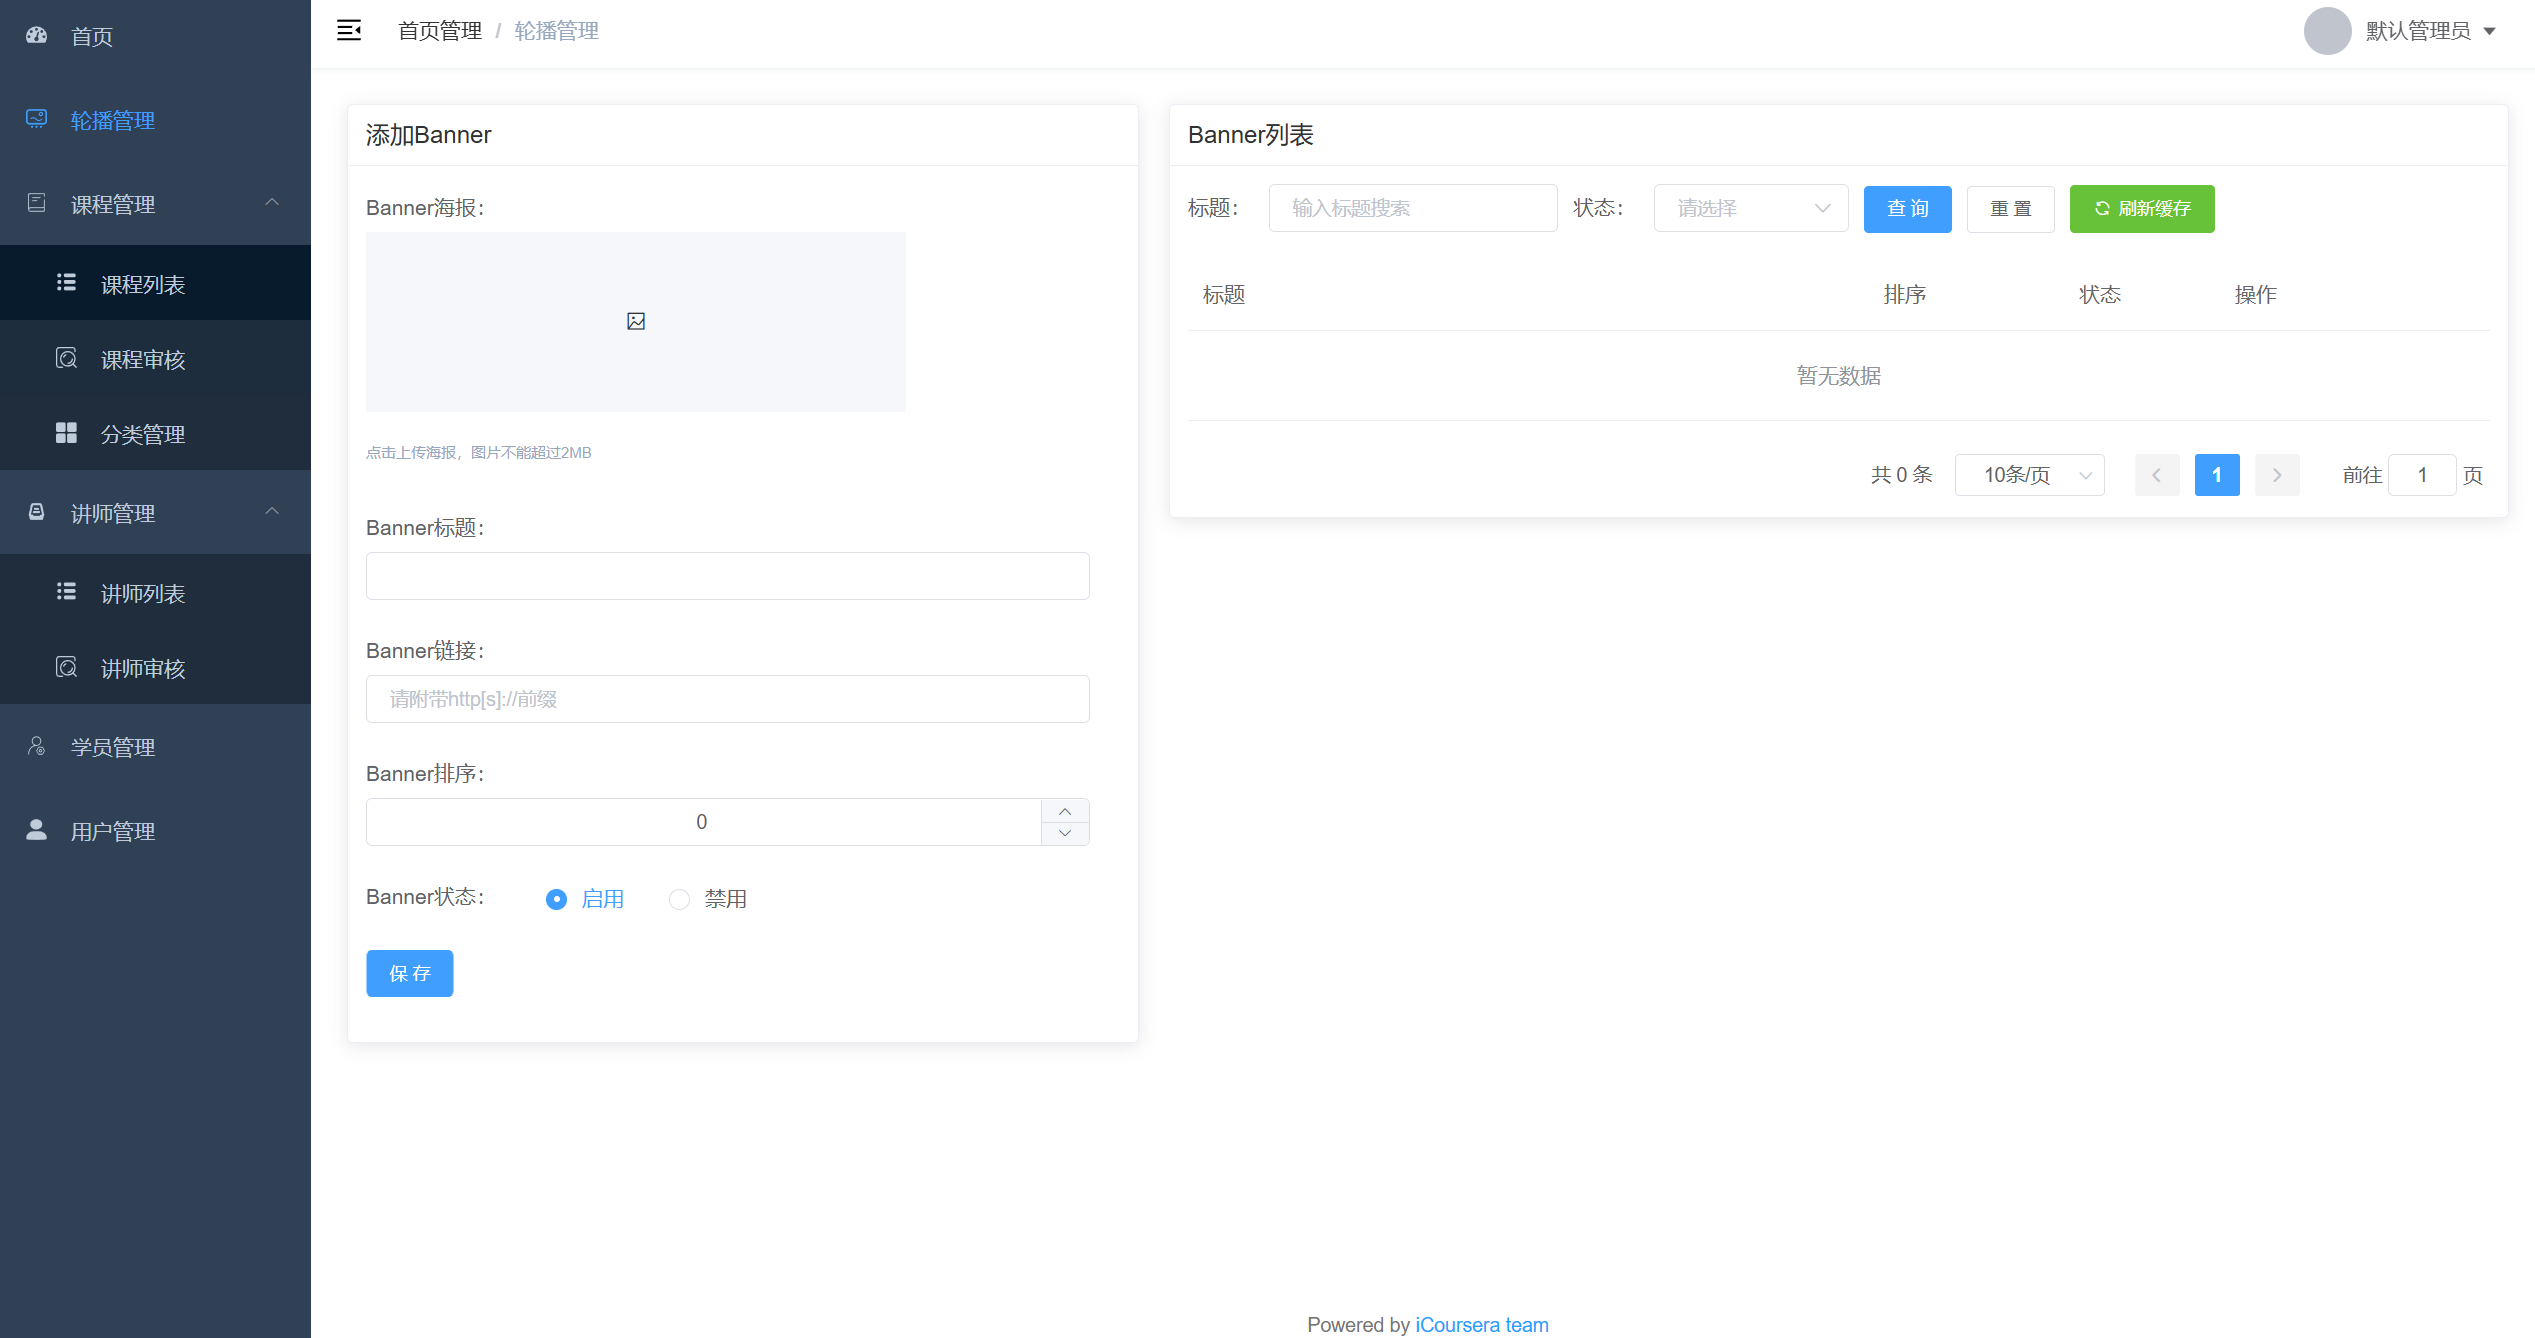 首页
轮播管理
课程管理
课程列表
课程审核
分类管理
讲师管理
讲师列表
讲师审核
学员管理
用户管理
首页管理 / 轮播管理
默认管理员
添加Banner
Banner海报：
点击上传海报，图片不能超过2MB
Banner标题：
Banner链接：
请附带http[s]://前缀
Banner排序：
0
Banner状态： 启用 禁用
保 存
Banner列表
标题： 输入标题搜索 状态： 请选择 查 询 重 置 刷新缓存
标题 排序 状态 操作
暂无数据
共 0 条 10条/页 1 前往 1 页
Powered by iCoursera team